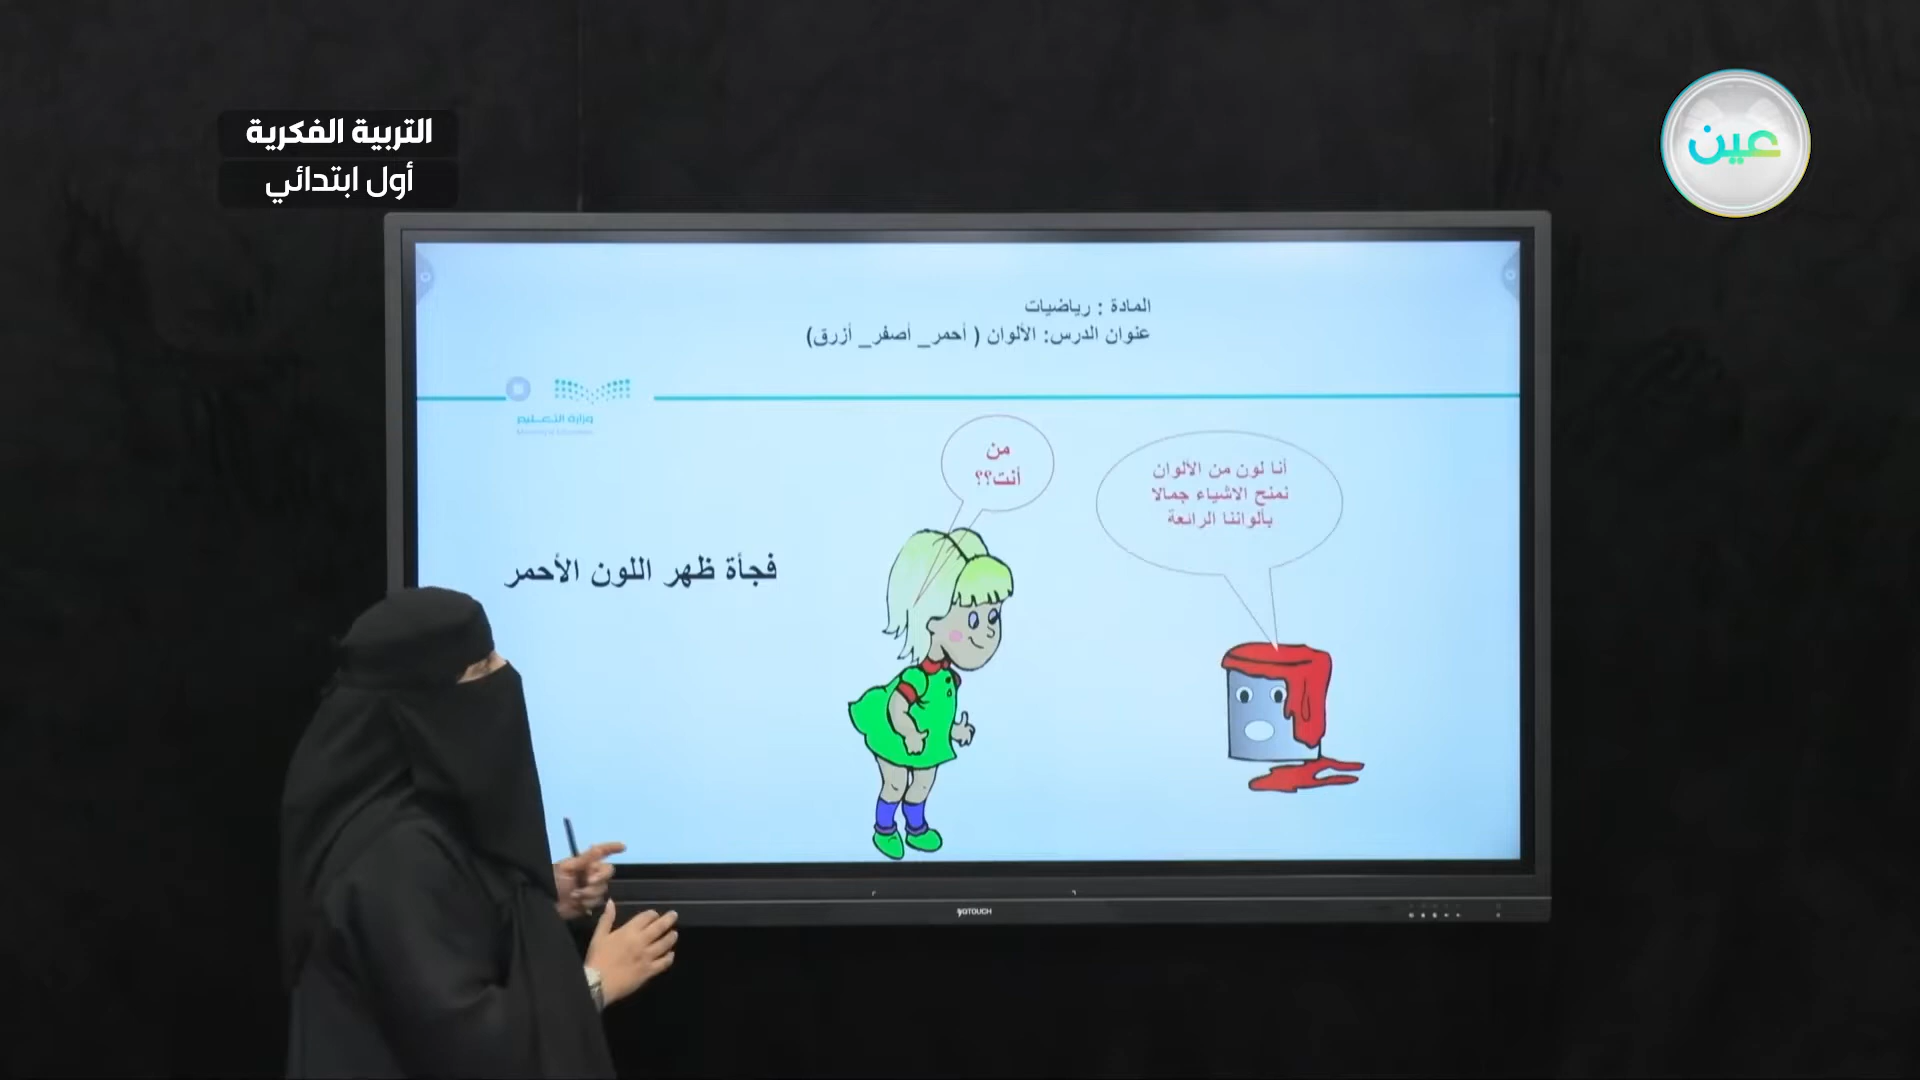 التربية الفكرية
أول ابتدائي
عين
المادة : رياضيات
عنوان الدرس: الألوان ( أحمر_ أصفر_ أزرق)
وزارة التعليم
من
أنت؟؟
أنا لون من الألوان
نمنح الاشياء جمالا
بألواننا الرائعة
فجأة ظهر اللون الأحمر